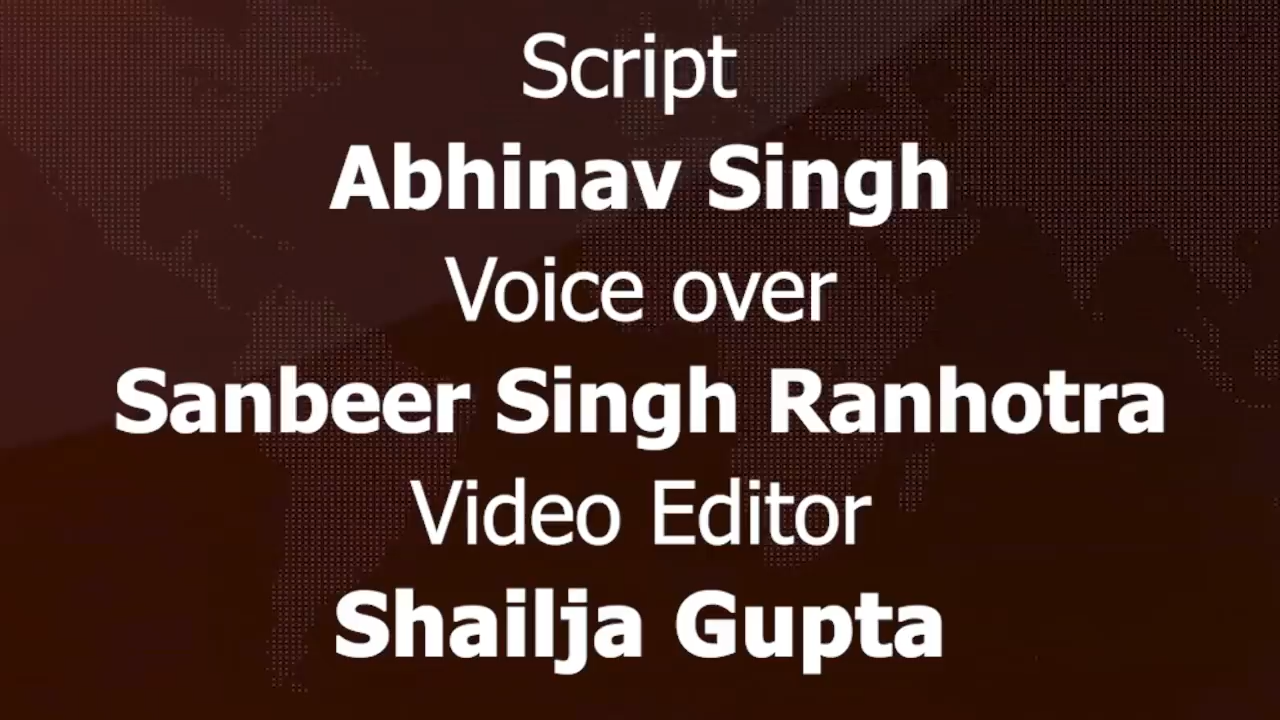 Script
Abhinav Singh
Voice over
Sanbeer Singh Ranhotra
Video Editor
Shailja Gupta